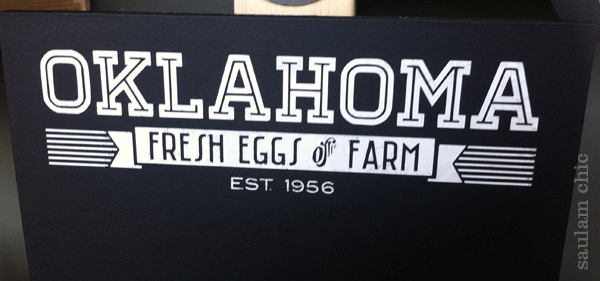 OKLAHOMA
FRESH EGGS off FARM
EST. 1956
saulam chic